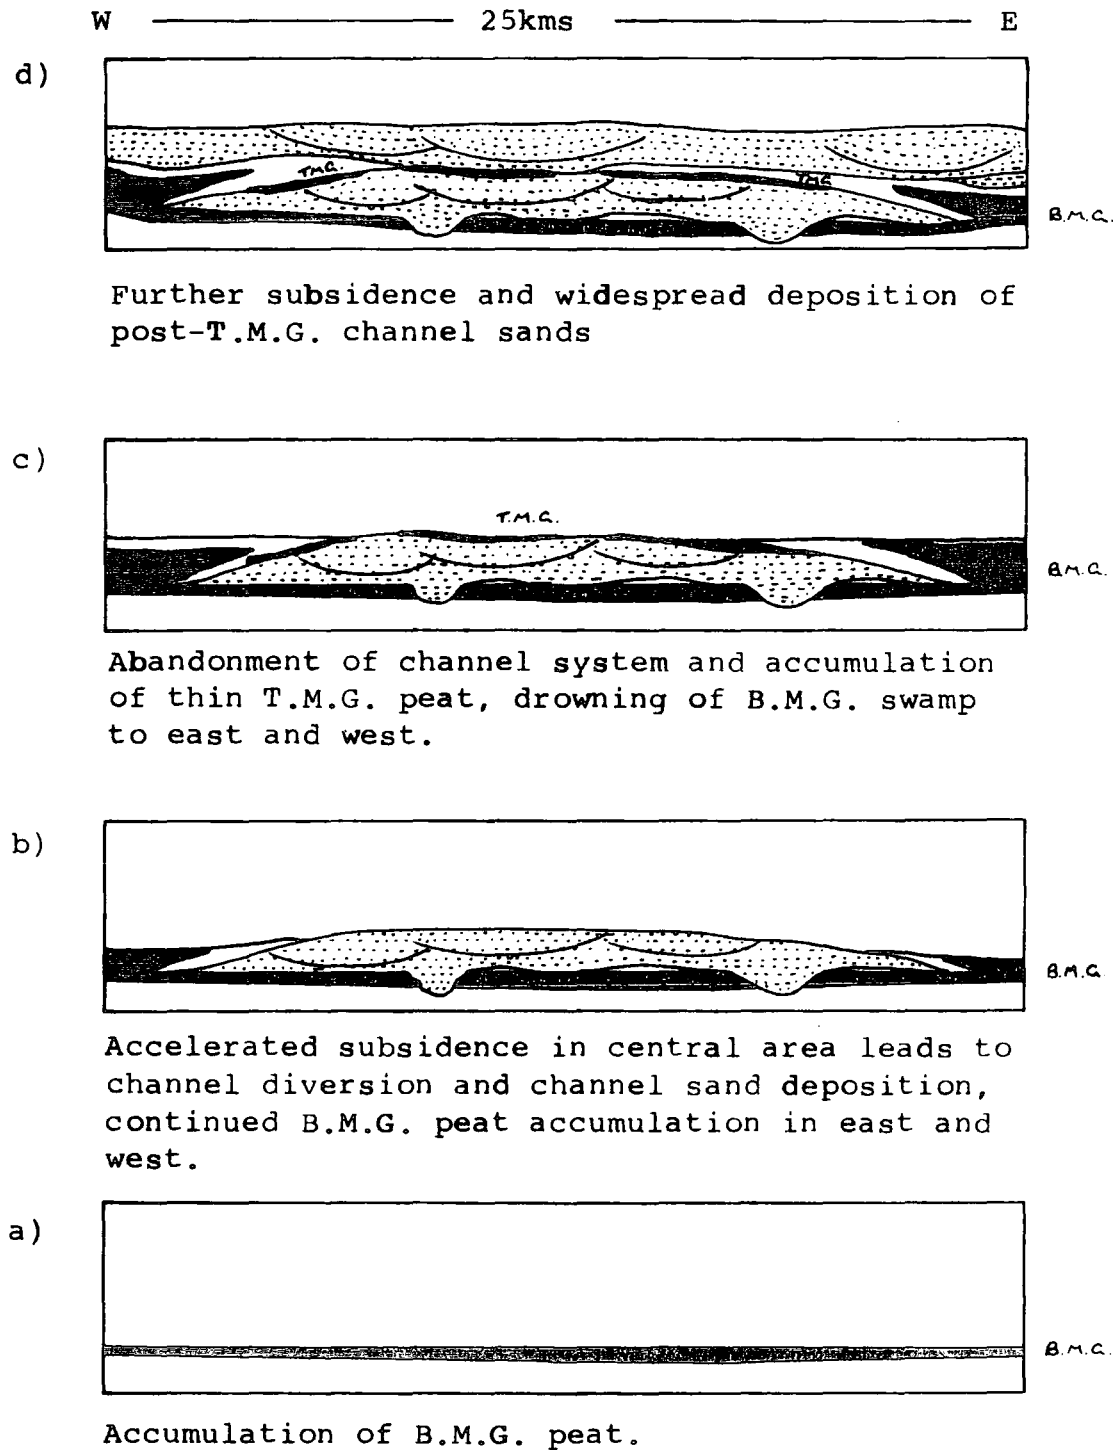 W 25kms E
d)
T.M.G.
T.M.G.
B.M.G.
Further subsidence and widespread deposition of
post-T.M.G. channel sands
c)
T.M.G.
B.M.G.
Abandonment of channel system and accumulation
of thin T.M.G. peat, drowning of B.M.G. swamp
to east and west.
b)
B.M.G
Accelerated subsidence in central area leads to
channel diversion and channel sand deposition,
continued B.M.G. peat accumulation in east and
west.
a)
B.M.G.
Accumulation of B.M.G. peat.